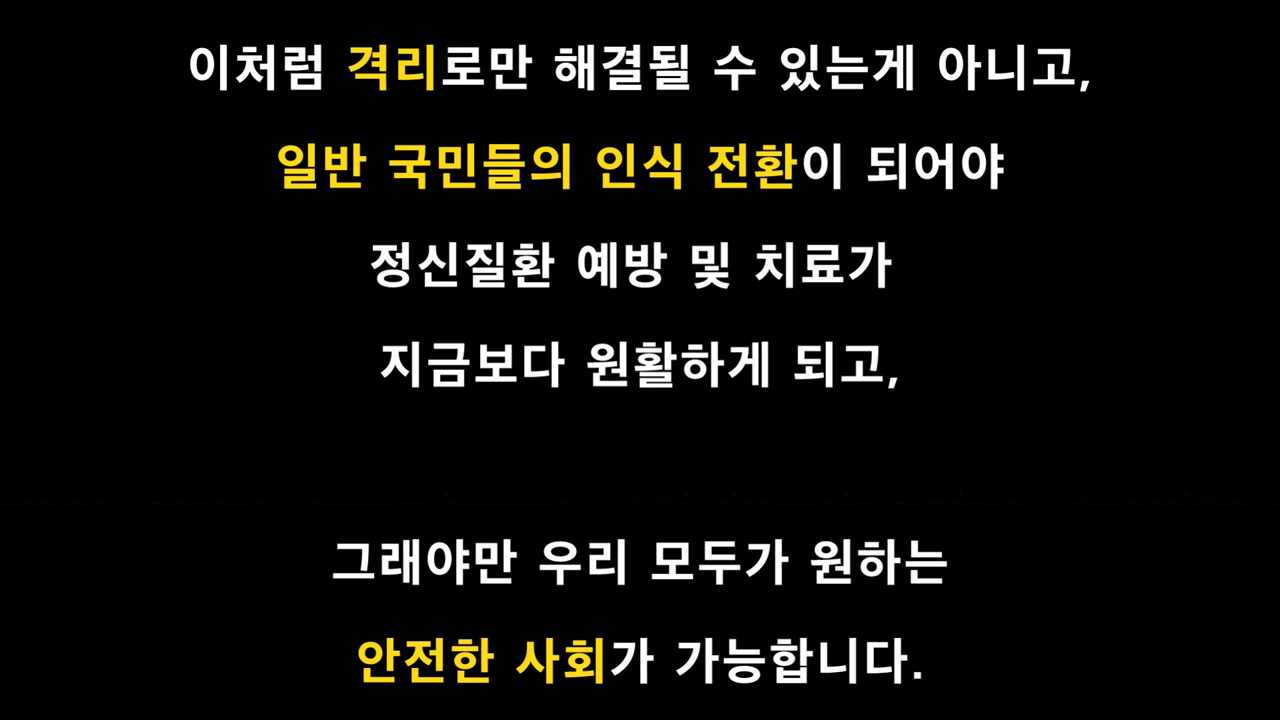 이처럼 격리로만 해결될 수 있는게 아니고,
일반 국민들의 인식 전환이 되어야
정신질환 예방 및 치료가
지금보다 원활하게 되고,
그래야만 우리 모두가 원하는
안전한 사회가 가능합니다.